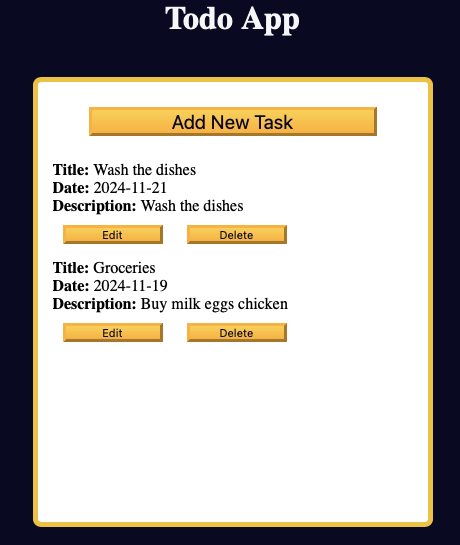 Todo App
Add New Task
Title: Wash the dishes
Date: 2024-11-21
Description: Wash the dishes
Edit Delete
Title: Groceries
Date: 2024-11-19
Description: Buy milk eggs chicken
Edit Delete